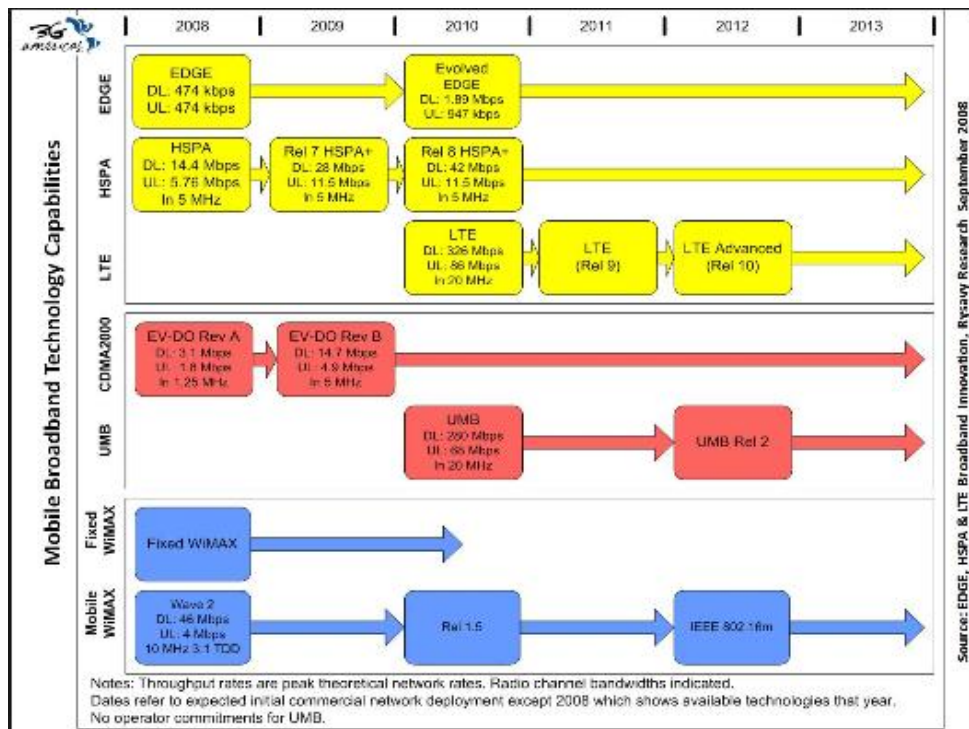 3G
americas
2008 2009 2010 2011 2012 2013
Mobile Broadband Technology Capabilities
EDGE
EDGE
DL: 474 kbps
UL: 474 kbps
Evolved
EDGE
DL: 1.89 Mbps
UL: 947 kbps
HSPA
HSPA
DL: 14.4 Mbps
UL: 5.76 Mbps
In 5 MHz
Rel 7 HSPA+
DL: 28 Mbps
UL: 11.5 Mbps
In 5 MHz
Rel 8 HSPA+
DL: 42 Mbps
UL: 11.5 Mbps
In 5 MHz
LTE
LTE
DL: 326 Mbps
UL: 86 Mbps
In 20 MHz
LTE
(Rel 9)
LTE Advanced
(Rel 10)
CDMA2000
EV-DO Rev A
DL: 3.1 Mbps
UL: 1.8 Mbps
In 1.25 MHz
EV-DO Rev B
DL: 14.7 Mbps
UL: 4.9 Mbps
In 5 MHz
UMB
UMB
DL: 280 Mbps
UL: 68 Mbps
In 20 MHz
UMB Rel 2
Fixed
WiMAX
Fixed WiMAX
Mobile
WiMAX
Wave 2
DL: 46 Mbps
UL: 4 Mbps
10 MHz 3:1 TDD
Rel 1.5
IEEE 802.16m
Notes: Throughput rates are peak theoretical network rates. Radio channel bandwidths indicated.
Dates refer to expected initial commercial network deployment except 2008 which shows available technologies that year.
No operator commitments for UMB.
Source: EDGE, HSPA & LTE Broadband Innovation, Rysavy Research September 2008